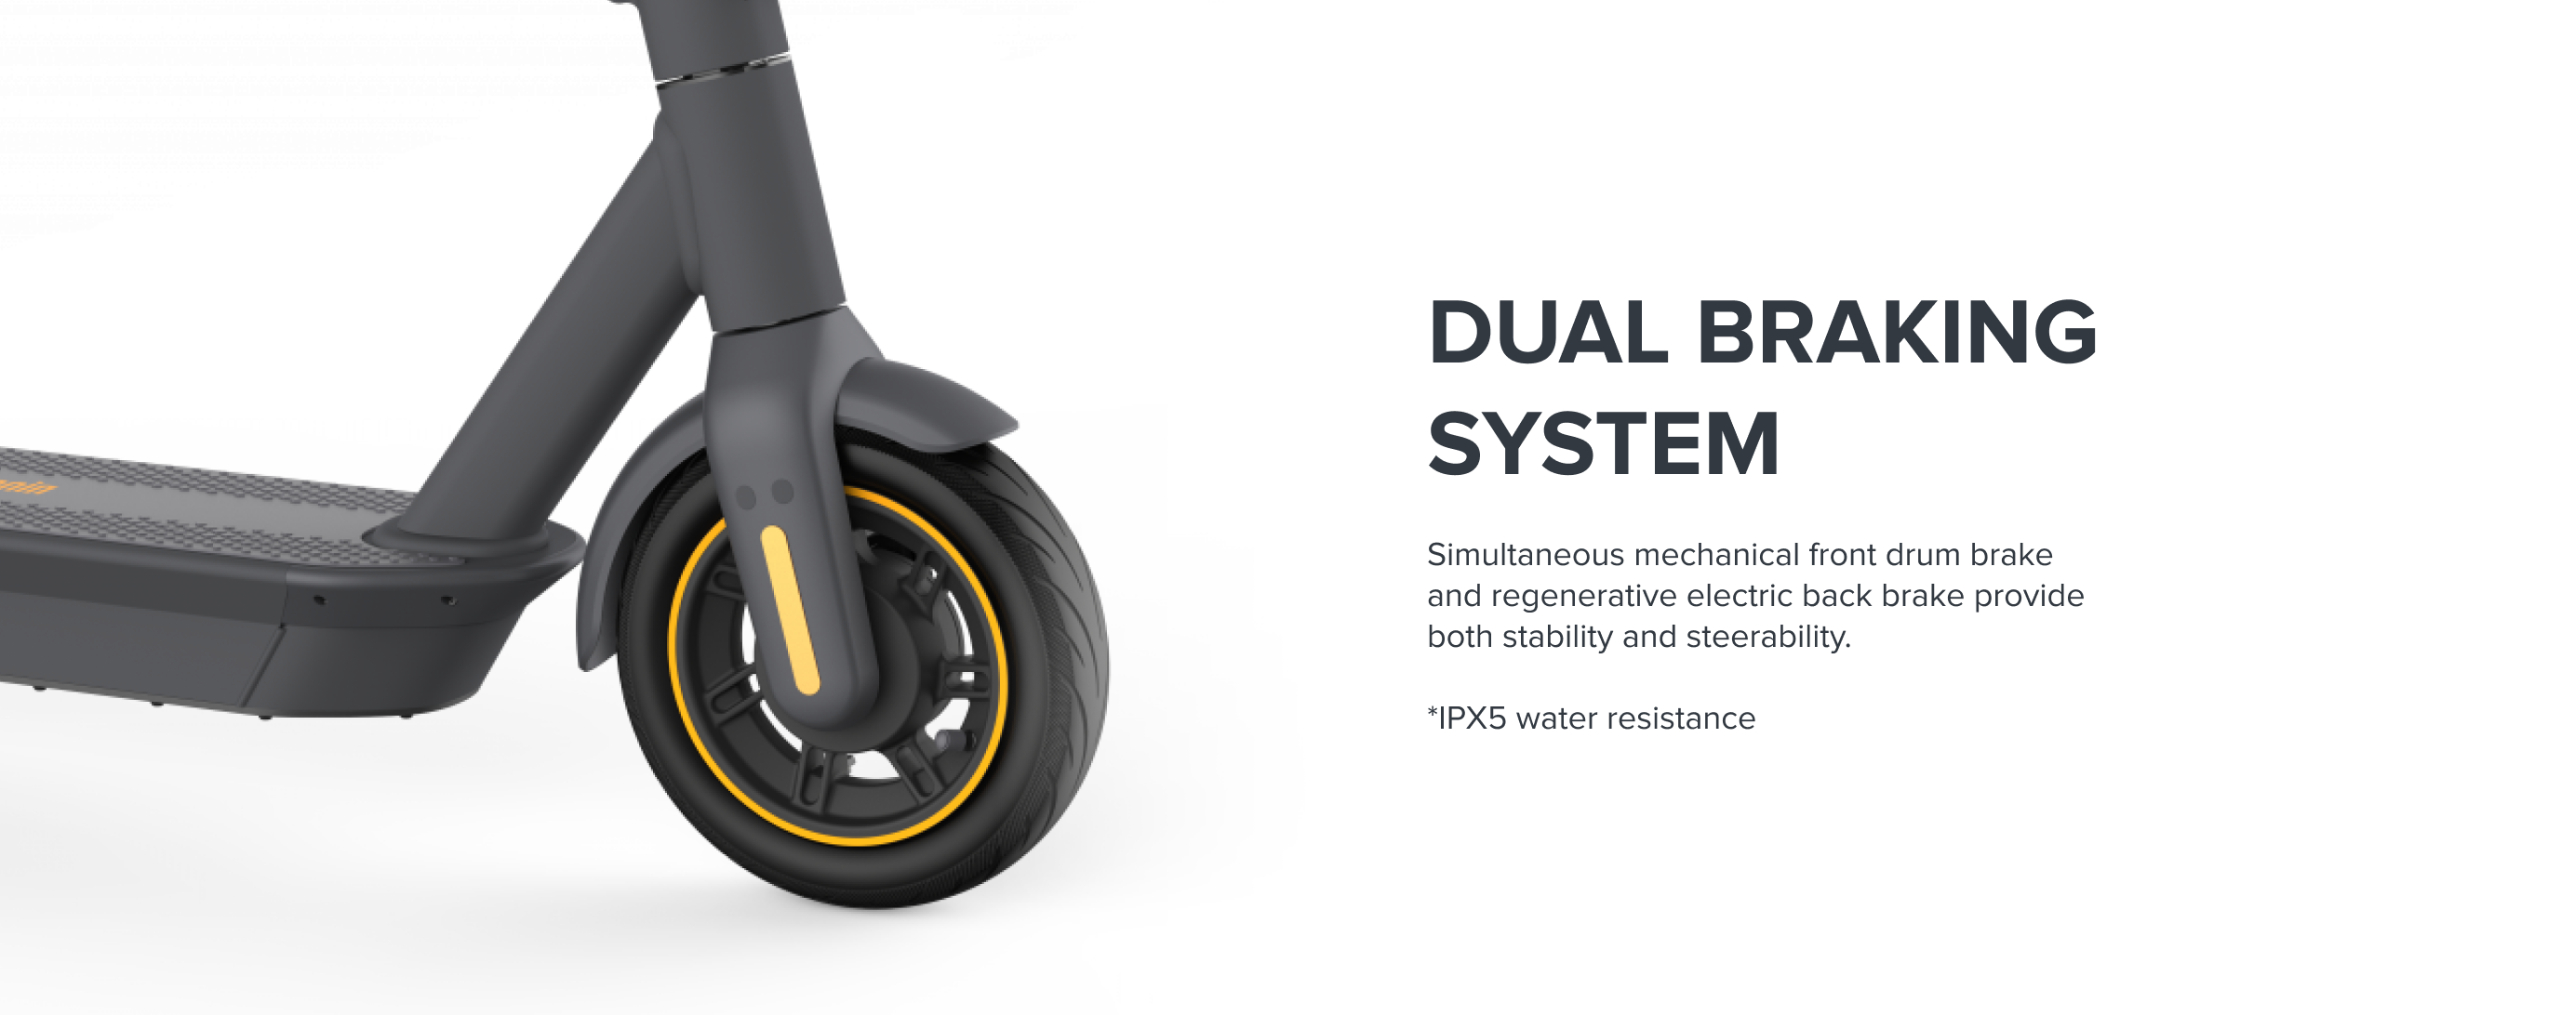 DUAL BRAKING
SYSTEM
Simultaneous mechanical front drum brake
and regenerative electric back brake provide
both stability and steerability.
*IPX5 water resistance